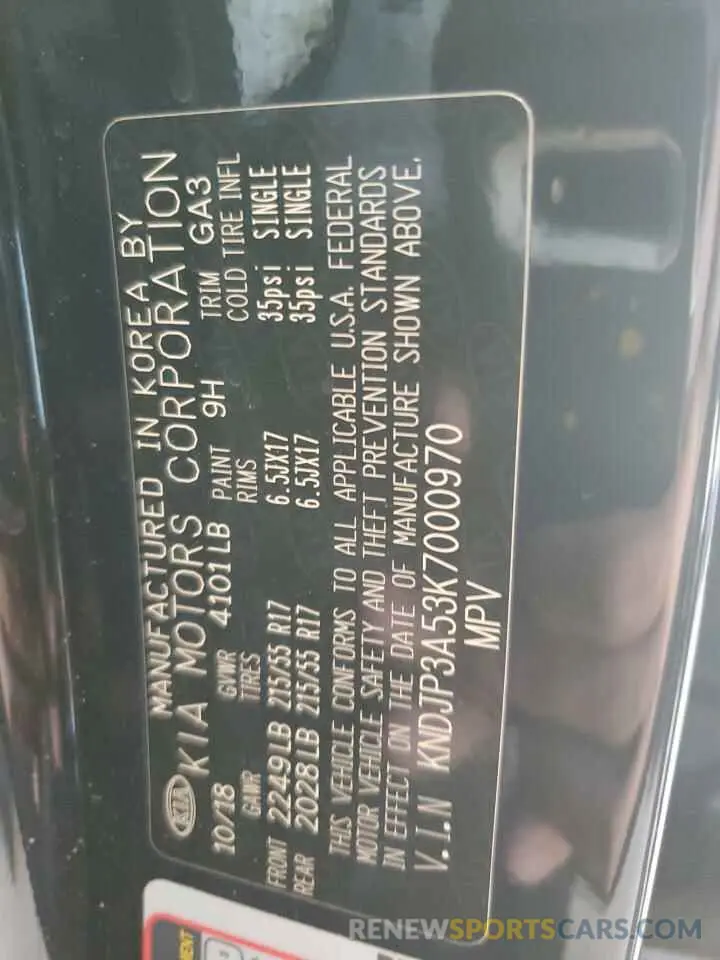 MANUFACTURED IN KOREA BY
KIA KIA MOTORS CORPORATION
10/18 GVWR 4101LB PAINT 9H TRIM GA3
GAWR TIRES RIMS COLD TIRE INFL
FRONT 2249LB 215/55 R17 6.5JX17 35psi SINGLE
REAR 2028LB 215/55 R17 6.5JX17 35psi SINGLE
THIS VEHICLE CONFORMS TO ALL APPLICABLE U.S.A. FEDERAL
MOTOR VEHICLE SAFETY AND THEFT PREVENTION STANDARDS
IN EFFECT ON THE DATE OF MANUFACTURE SHOWN ABOVE.
V.I.N KNDJP3A53K7000970
MPV
RENEWSPORTSCARS.COM